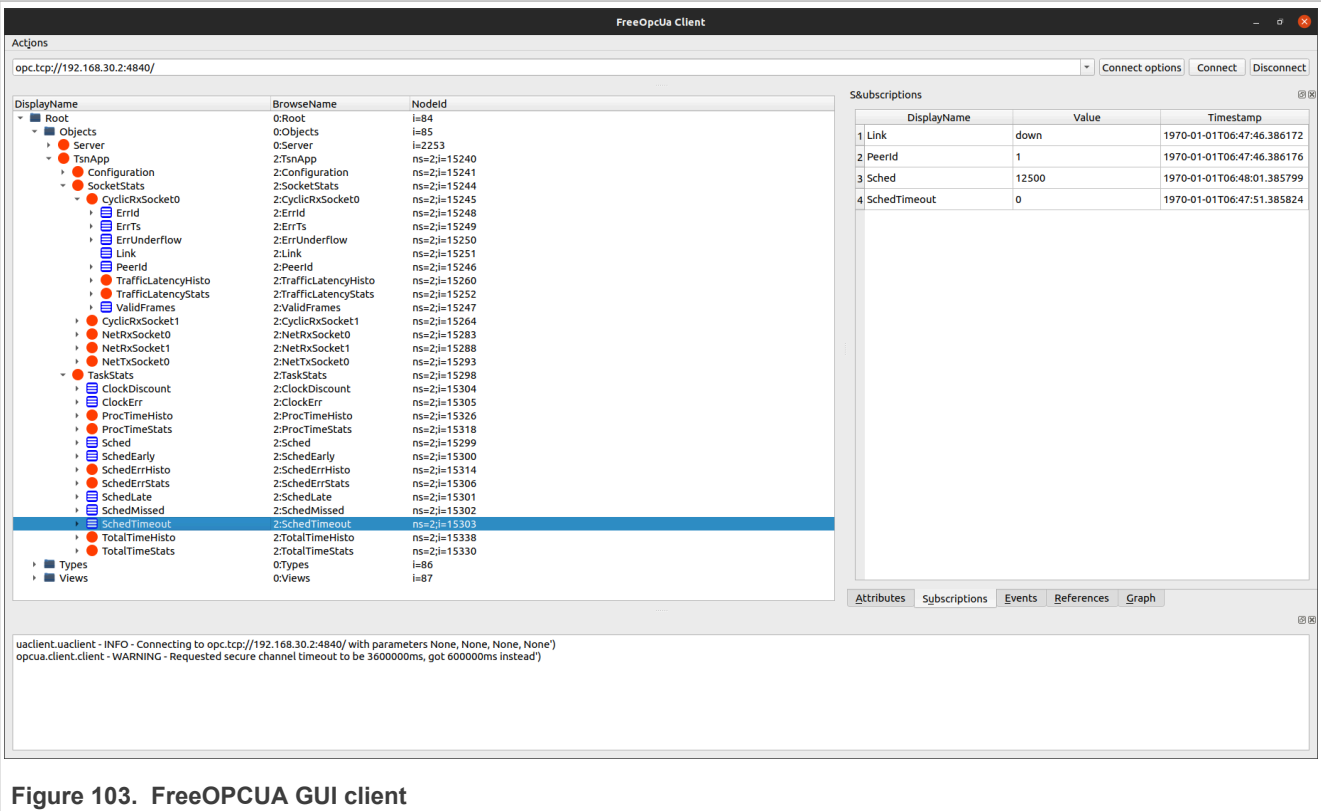 FreeOpcUa Client
Actions
opc.tcp://192.168.30.2:4840/ Connect options Connect Disconnect
DisplayName BrowseName NodeId
Root 0:Root i=84
Objects 0:Objects i=85
Server 0:Server i=2253
TsnApp 2:TsnApp ns=2;i=15240
Configuration 2:Configuration ns=2;i=15241
SocketStats 2:SocketStats ns=2;i=15244
CyclicRxSocket0 2:CyclicRxSocket0 ns=2;i=15245
ErrId 2:ErrId ns=2;i=15248
ErrTs 2:ErrTs ns=2;i=15249
ErrUnderflow 2:ErrUnderflow ns=2;i=15250
Link 2:Link ns=2;i=15251
PeerId 2:PeerId ns=2;i=15246
TrafficLatencyHisto 2:TrafficLatencyHisto ns=2;i=15260
TrafficLatencyStats 2:TrafficLatencyStats ns=2;i=15252
ValidFrames 2:ValidFrames ns=2;i=15247
CyclicRxSocket1 2:CyclicRxSocket1 ns=2;i=15264
NetRxSocket0 2:NetRxSocket0 ns=2;i=15283
NetRxSocket1 2:NetRxSocket1 ns=2;i=15288
NetTxSocket0 2:NetTxSocket0 ns=2;i=15293
TaskStats 2:TaskStats ns=2;i=15298
ClockDiscount 2:ClockDiscount ns=2;i=15304
ClockErr 2:ClockErr ns=2;i=15305
ProcTimeHisto 2:ProcTimeHisto ns=2;i=15326
ProcTimeStats 2:ProcTimeStats ns=2;i=15318
Sched 2:Sched ns=2;i=15299
SchedEarly 2:SchedEarly ns=2;i=15300
SchedErrHisto 2:SchedErrHisto ns=2;i=15314
SchedErrStats 2:SchedErrStats ns=2;i=15306
SchedLate 2:SchedLate ns=2;i=15301
SchedMissed 2:SchedMissed ns=2;i=15302
SchedTimeout 2:SchedTimeout ns=2;i=15303
TotalTimeHisto 2:TotalTimeHisto ns=2;i=15338
TotalTimeStats 2:TotalTimeStats ns=2;i=15330
Types 0:Types i=86
Views 0:Views i=87
S&ubscriptions
DisplayName Value Timestamp
1 Link down 1970-01-01T06:47:46.386172
2 PeerId 1 1970-01-01T06:47:46.386176
3 Sched 12500 1970-01-01T06:48:01.385799
4 SchedTimeout 0 1970-01-01T06:47:51.385824
Attributes Subscriptions Events References Graph
uaclient.uaclient - INFO - Connecting to opc.tcp://192.168.30.2:4840/ with parameters None, None, None, None')
opcua.client.client - WARNING - Requested secure channel timeout to be 3600000ms, got 600000ms instead')
Figure 103. FreeOPCUA GUI client